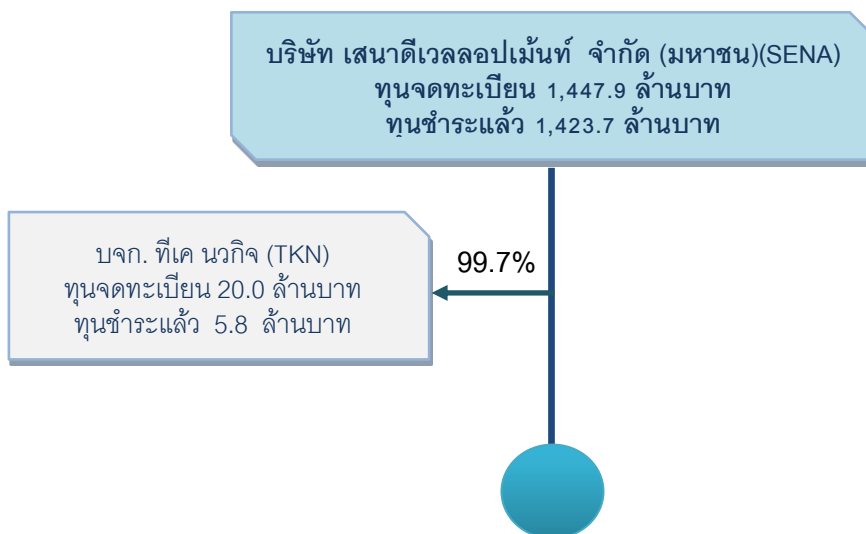 บริษัท เสนาดีเวลลอปเม้นท์ จำกัด (มหาชน)(SENA)
ทุนจดทะเบียน 1,447.9 ล้านบาท
ทุนชำระแล้ว 1,423.7 ล้านบาท
บจก. ทีเค นวกิจ (TKN)
ทุนจดทะเบียน 20.0 ล้านบาท
ทุนชำระแล้ว 5.8 ล้านบาท
99.7%